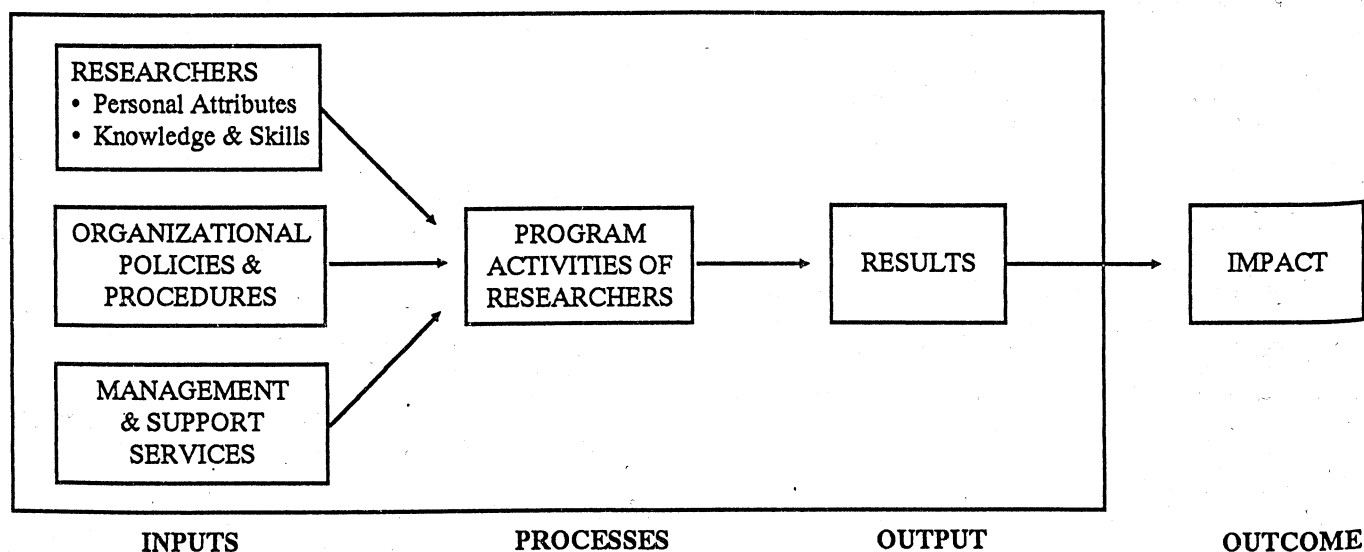 RESEARCHERS
• Personal Attributes
• Knowledge & Skills
ORGANIZATIONAL
POLICIES &
PROCEDURES
MANAGEMENT
& SUPPORT
SERVICES
PROGRAM
ACTIVITIES OF
RESEARCHERS
RESULTS
IMPACT
INPUTS
PROCESSES
OUTPUT
OUTCOME